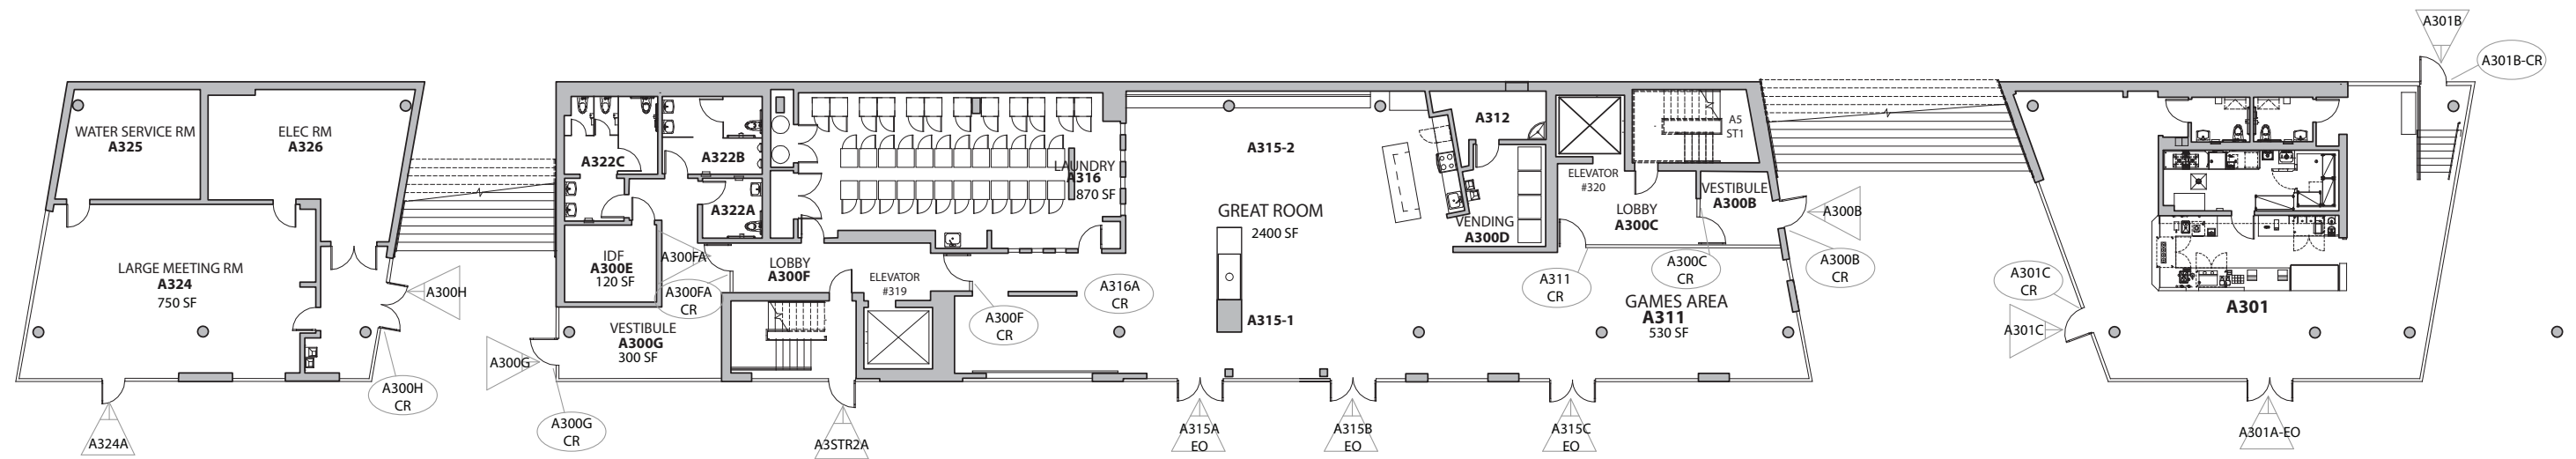 WATER SERVICE RM
A325
ELEC RM
A326
LARGE MEETING RM
A324
750 SF
A324A
A300H
A300H
CR
A322C
A322B
A322A
IDF
A300E
120 SF
A300FA
A300FA
CR
VESTIBULE
A300G
300 SF
A300G
A300G
CR
LOBBY
A300F
ELEVATOR
#319
A3STR2A
LAUNDRY
A316
870 SF
A300F
CR
A316A
CR
A315-2
GREAT ROOM
2400 SF
A315-1
A315A
EO
A315B
EO
A315C
EO
A312
VENDING
A300D
ELEVATOR
#320
A5
ST1
LOBBY
A300C
VESTIBULE
A300B
A300B
A300B
CR
A300C
CR
A311
CR
GAMES AREA
A311
530 SF
A301C
CR
A301C
A301
A301A-EO
A301B
A301B-CR